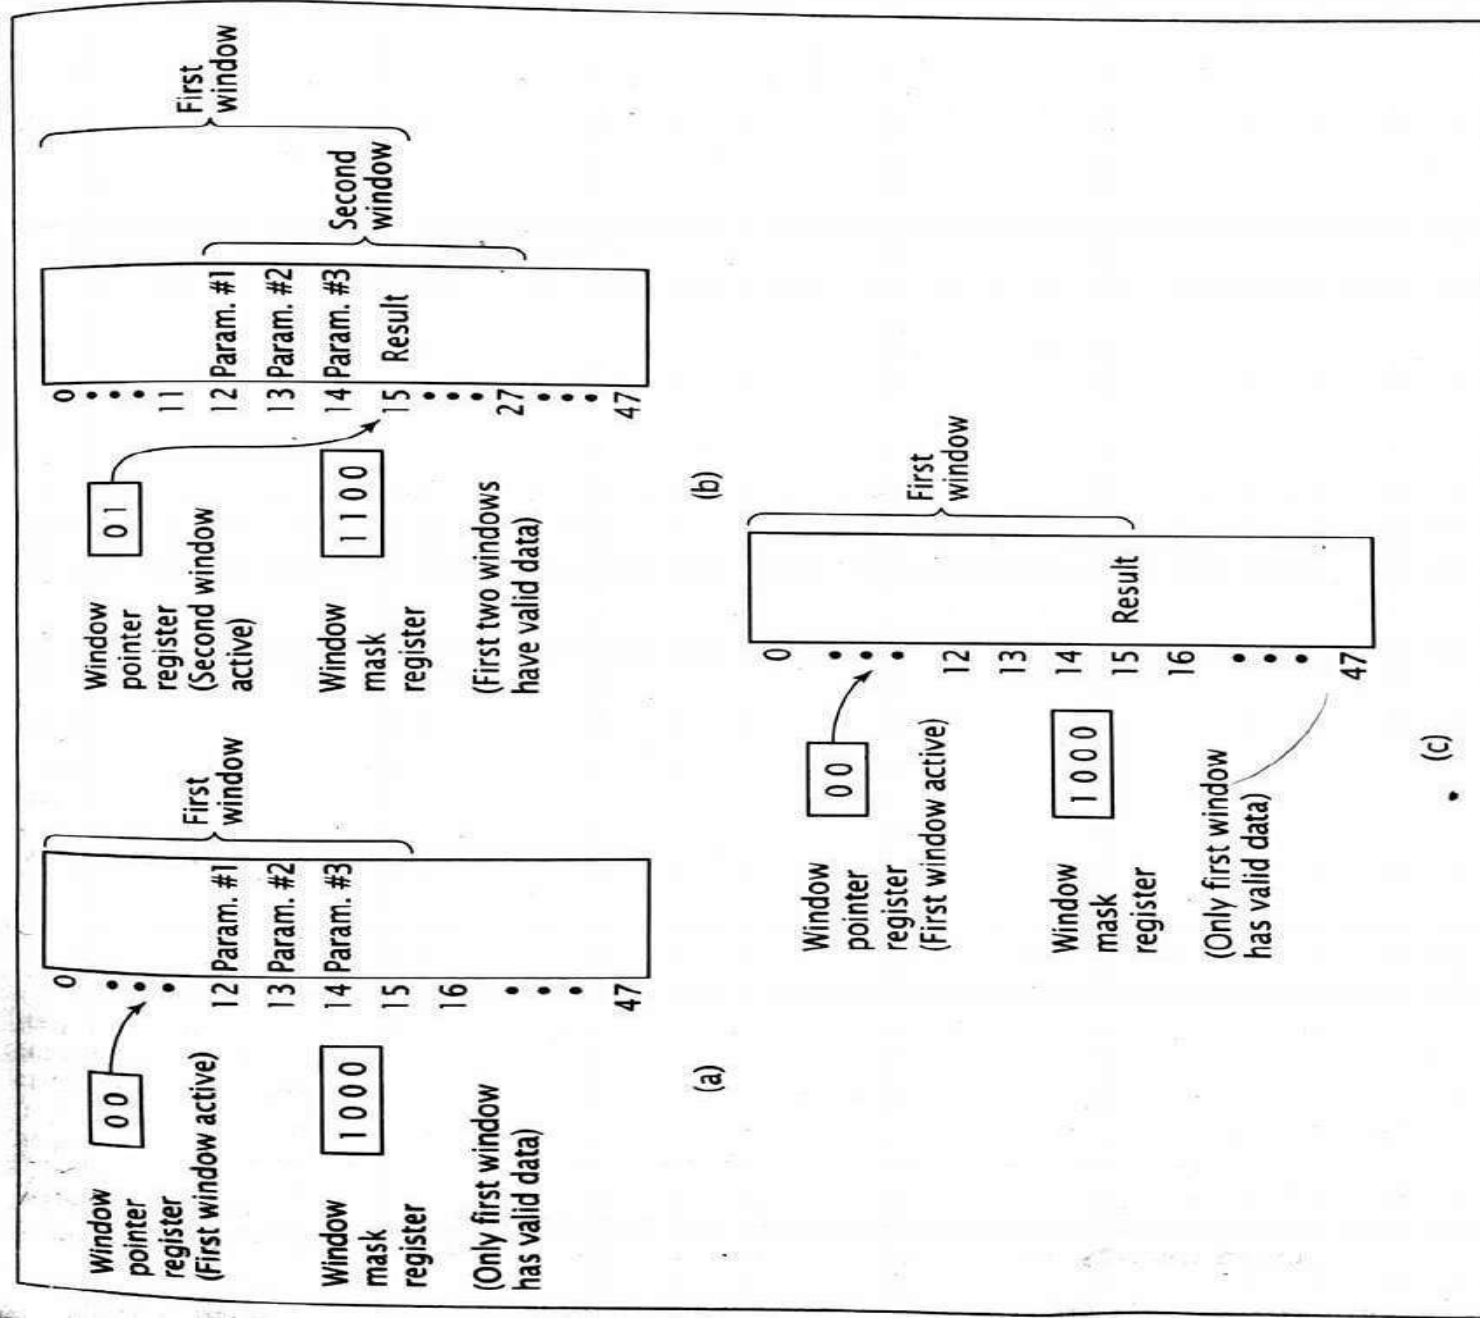 First
window
0
11
12 Param. #1
13 Param. #2
14 Param. #3
15 Result
27
47
Second
window
First
window
Window
pointer
register
(Second window
active)
0 1
Window
mask
register
1 1 0 0
(First two windows
have valid data)
(b)
Window
pointer
register
(First window active)
0 0
Window
mask
register
1 0 0 0
(Only first window
has valid data)
0
12 Param. #1
13 Param. #2
14 Param. #3
15
16
47
(a)
Window
pointer
register
(First window active)
0 0
Window
mask
register
1 0 0 0
(Only first window
has valid data)
0
12
13
14
15 Result
16
47
First
window
(c)